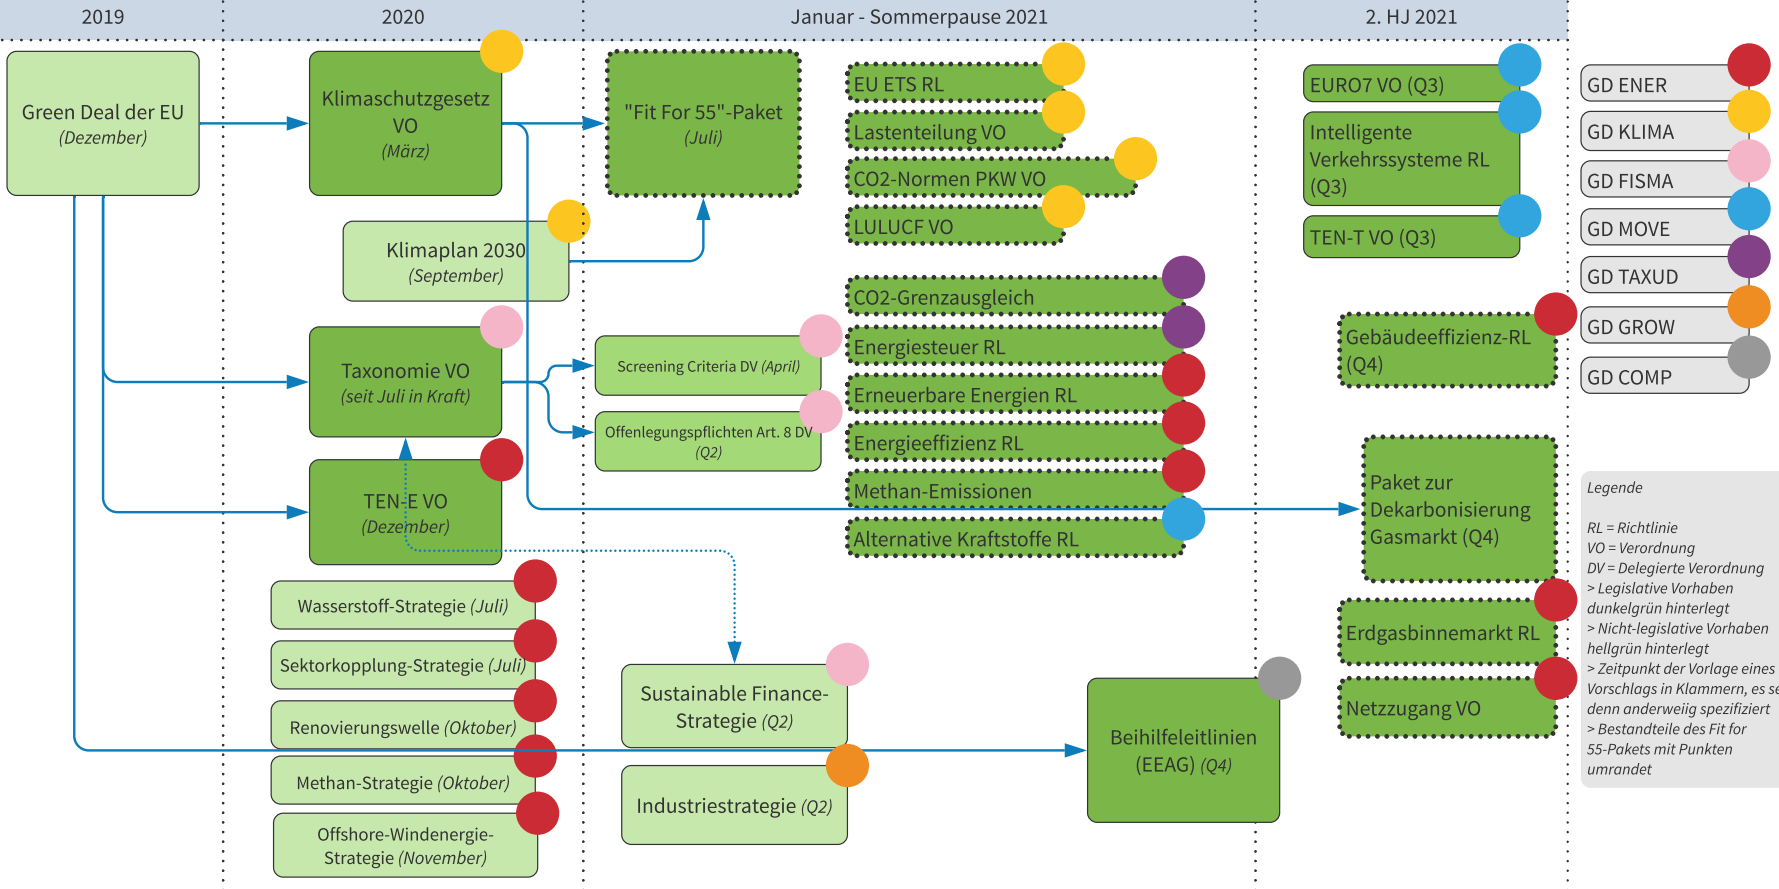 2019
2020
Januar - Sommerpause 2021
2. HJ 2021
Green Deal der EU
(Dezember)
Klimaschutzgesetz
VO
(März)
Klimaplan 2030
(September)
Taxonomie VO
(seit Juli in Kraft)
TEN-E VO
(Dezember)
Wasserstoff-Strategie (Juli)
Sektorkopplung-Strategie (Juli)
Renovierungswelle (Oktober)
Methan-Strategie (Oktober)
Offshore-Windenergie-
Strategie (November)
"Fit For 55"-Paket
(Juli)
Screening Criteria DV (April)
Offenlegungspflichten Art. 8 DV
(Q2)
Sustainable Finance-
Strategie (Q2)
Industriestrategie (Q2)
EU ETS RL
Lastenteilung VO
CO2-Normen PKW VO
LULUCF VO
CO2-Grenzausgleich
Energiesteuer RL
Erneuerbare Energien RL
Energieeffizienz RL
Methan-Emissionen
Alternative Kraftstoffe RL
Beihilfeleitlinien
(EEAG) (Q4)
EURO7 VO (Q3)
Intelligente
Verkehrssysteme RL
(Q3)
TEN-T VO (Q3)
Gebäudeeffizienz-RL
(Q4)
Paket zur
Dekarbonisierung
Gasmarkt (Q4)
Erdgasbinnemarkt RL
Netzzugang VO
GD ENER
GD KLIMA
GD FISMA
GD MOVE
GD TAXUD
GD GROW
GD COMP
Legende
RL = Richtlinie
VO = Verordnung
DV = Delegierte Verordnung
> Legislative Vorhaben
dunkelgrün hinterlegt
> Nicht-legislative Vorhaben
hellgrün hinterlegt
> Zeitpunkt der Vorlage eines
Vorschlags in Klammern, es se
denn anderweiig spezifiziert
> Bestandteile des Fit for
55-Pakets mit Punkten
umrandet